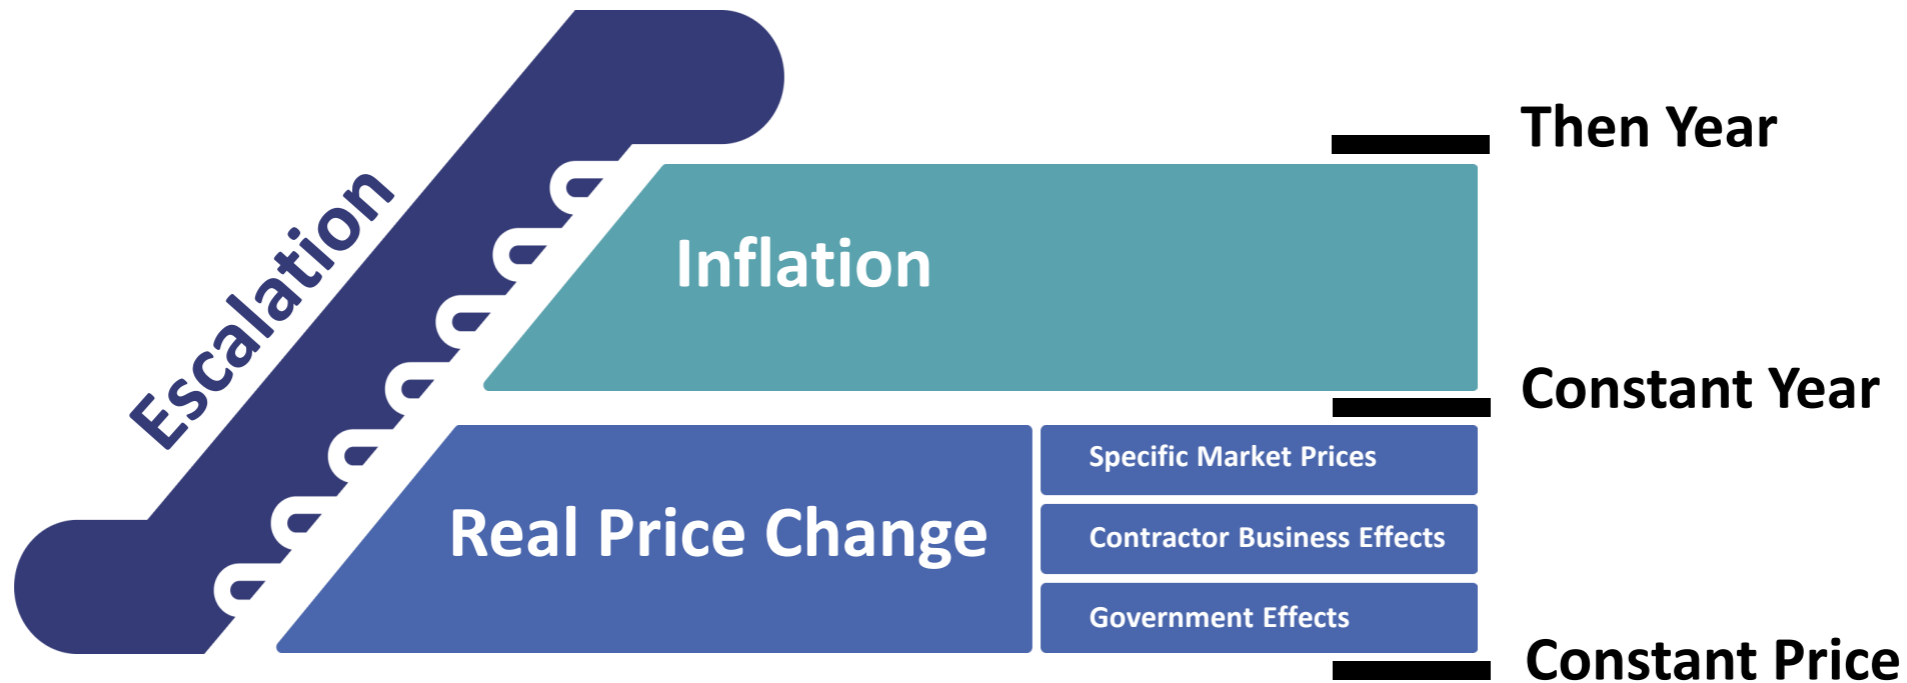 Escalation
Then Year
Inflation
Constant Year
Real Price Change
Specific Market Prices
Contractor Business Effects
Government Effects
Constant Price